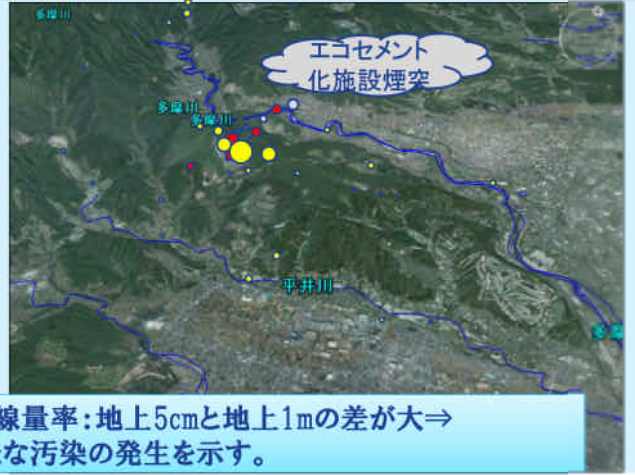 多摩川
エコセメント
化施設煙突
多摩川
多摩川
平井川
多摩
線量率:地上5cmと地上1mの差が大⇒
な汚染の発生を示す。